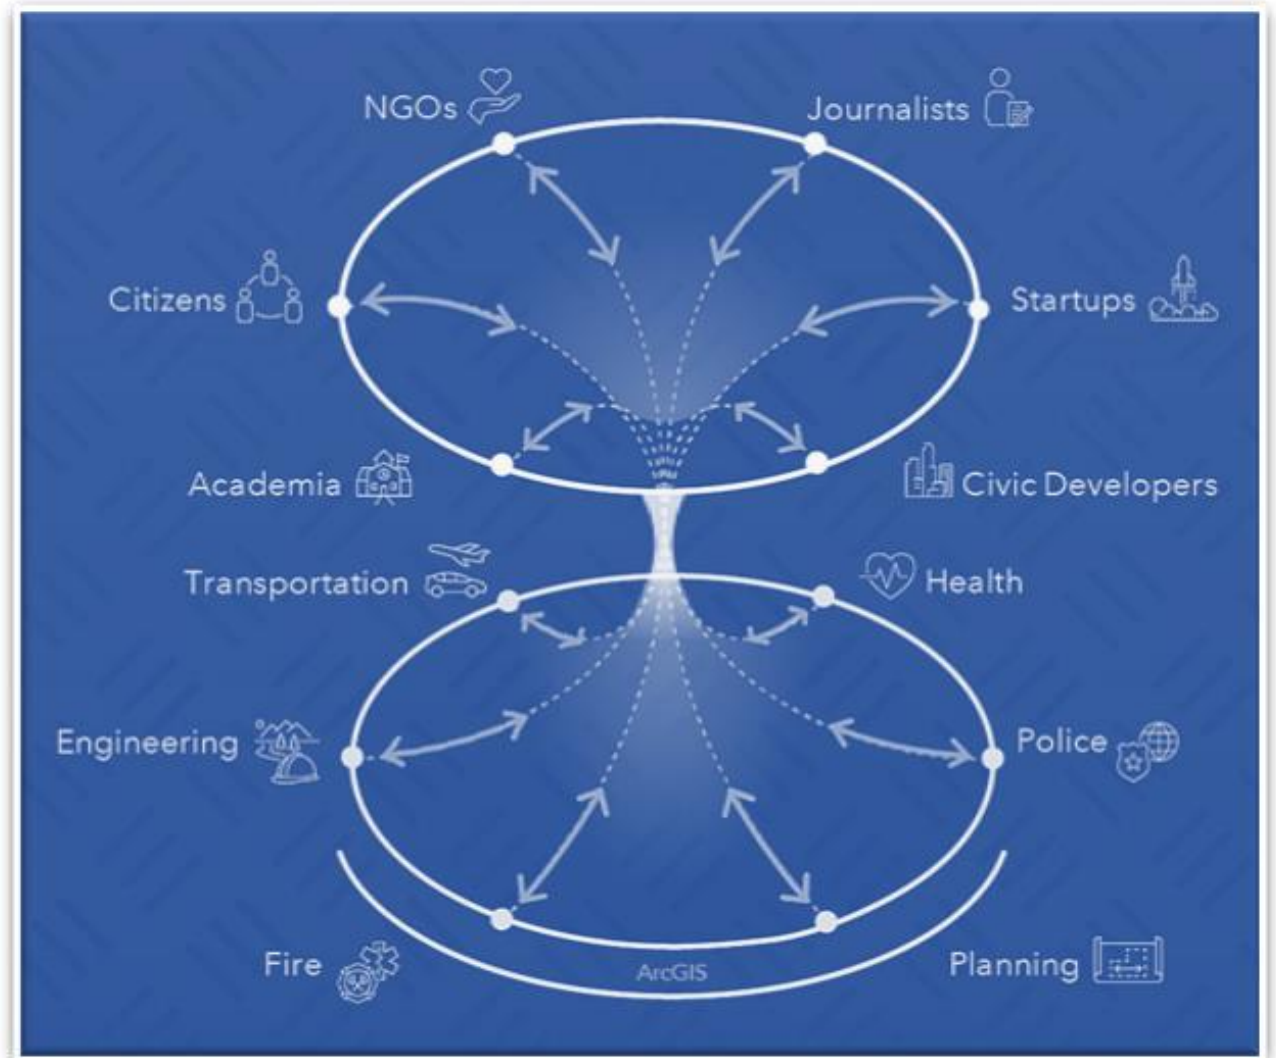 NGOs
Journalists
Citizens
Startups
Academia
Civic Developers
Transportation
Health
Engineering
Police
Fire
Planning
ArcGIS